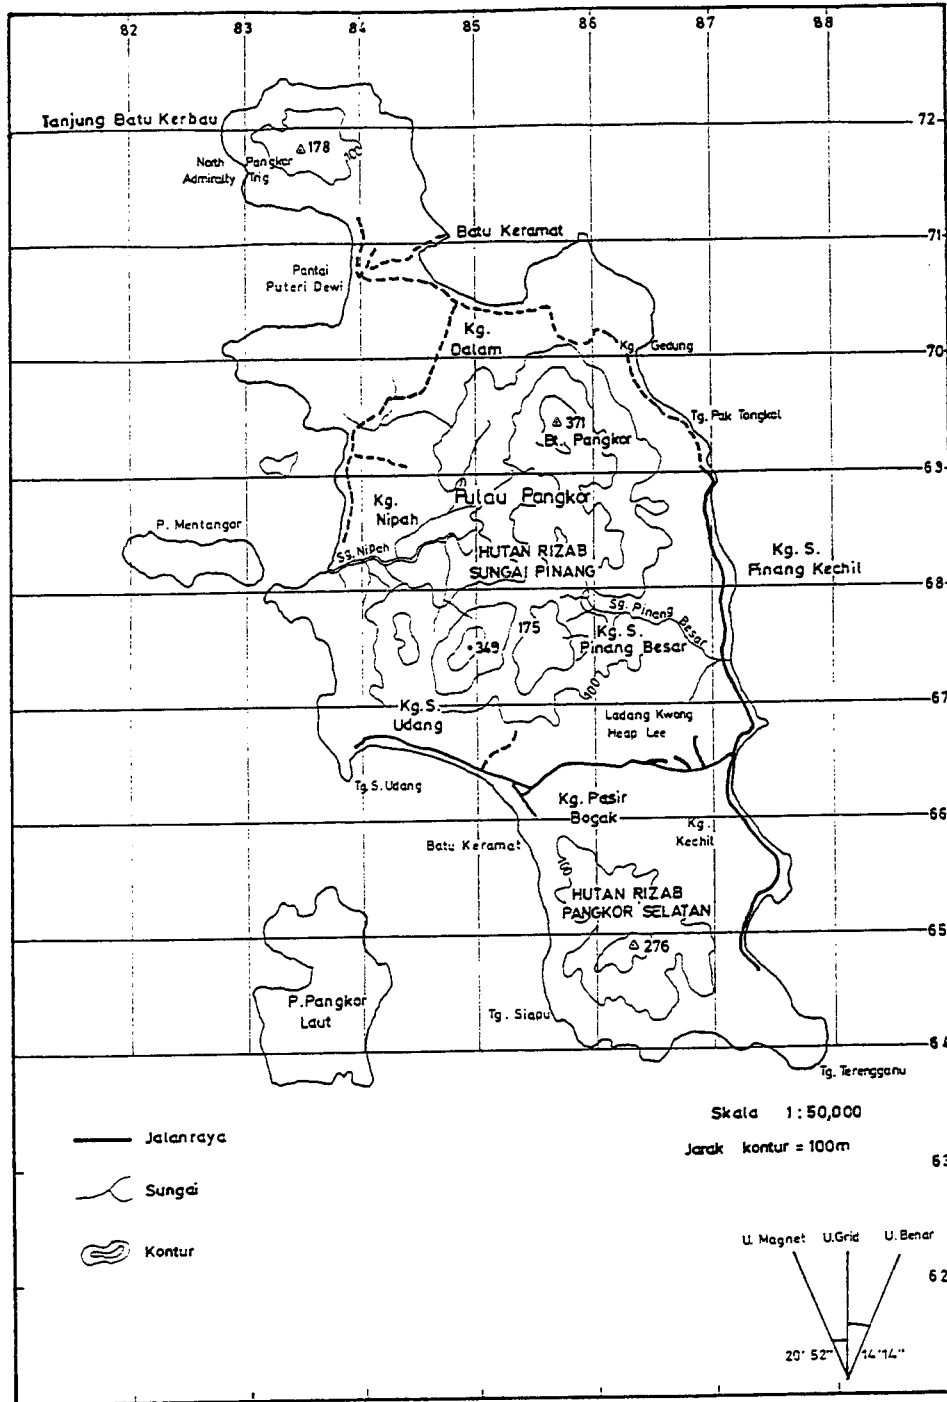 82 83 84 85 86 87 88
Tanjung Batu Kerbau
72
178
100
North Pangkor
Admiralty Trig
Batu Keramat
71
Pantai
Puteri Dewi
Kg.
Dalam
Kg. Gedung
70
Tg. Pak Tongkol
371
Bt. Pangkor
69
Kg.
Nipah
Pulau Pangkor
P. Mentangor
Sg. Nipah
HUTAN RIZAB
SUNGAI PINANG
Kg. S.
Pinang Kechil
68
Sg. Pinang Besar
175
Kg. S.
Pinang Besar
349
100
67
Kg. S.
Udang
Ladang Kwong
Heap Lee
Tg. S. Udang
Kg. Pasir
Bogak
66
Batu Keramat
Kg.
Kechil
100
HUTAN RIZAB
PANGKOR SELATAN
65
276
P. Pangkor
Laut
Tg. Siapu
64
Tg. Terengganu
Skala 1:50,000
Jarak kontur = 100m
Jalanraya
63
Sungai
Kontur
U. Magnet U.Grid U. Benar
62
20' 52" 14'14"